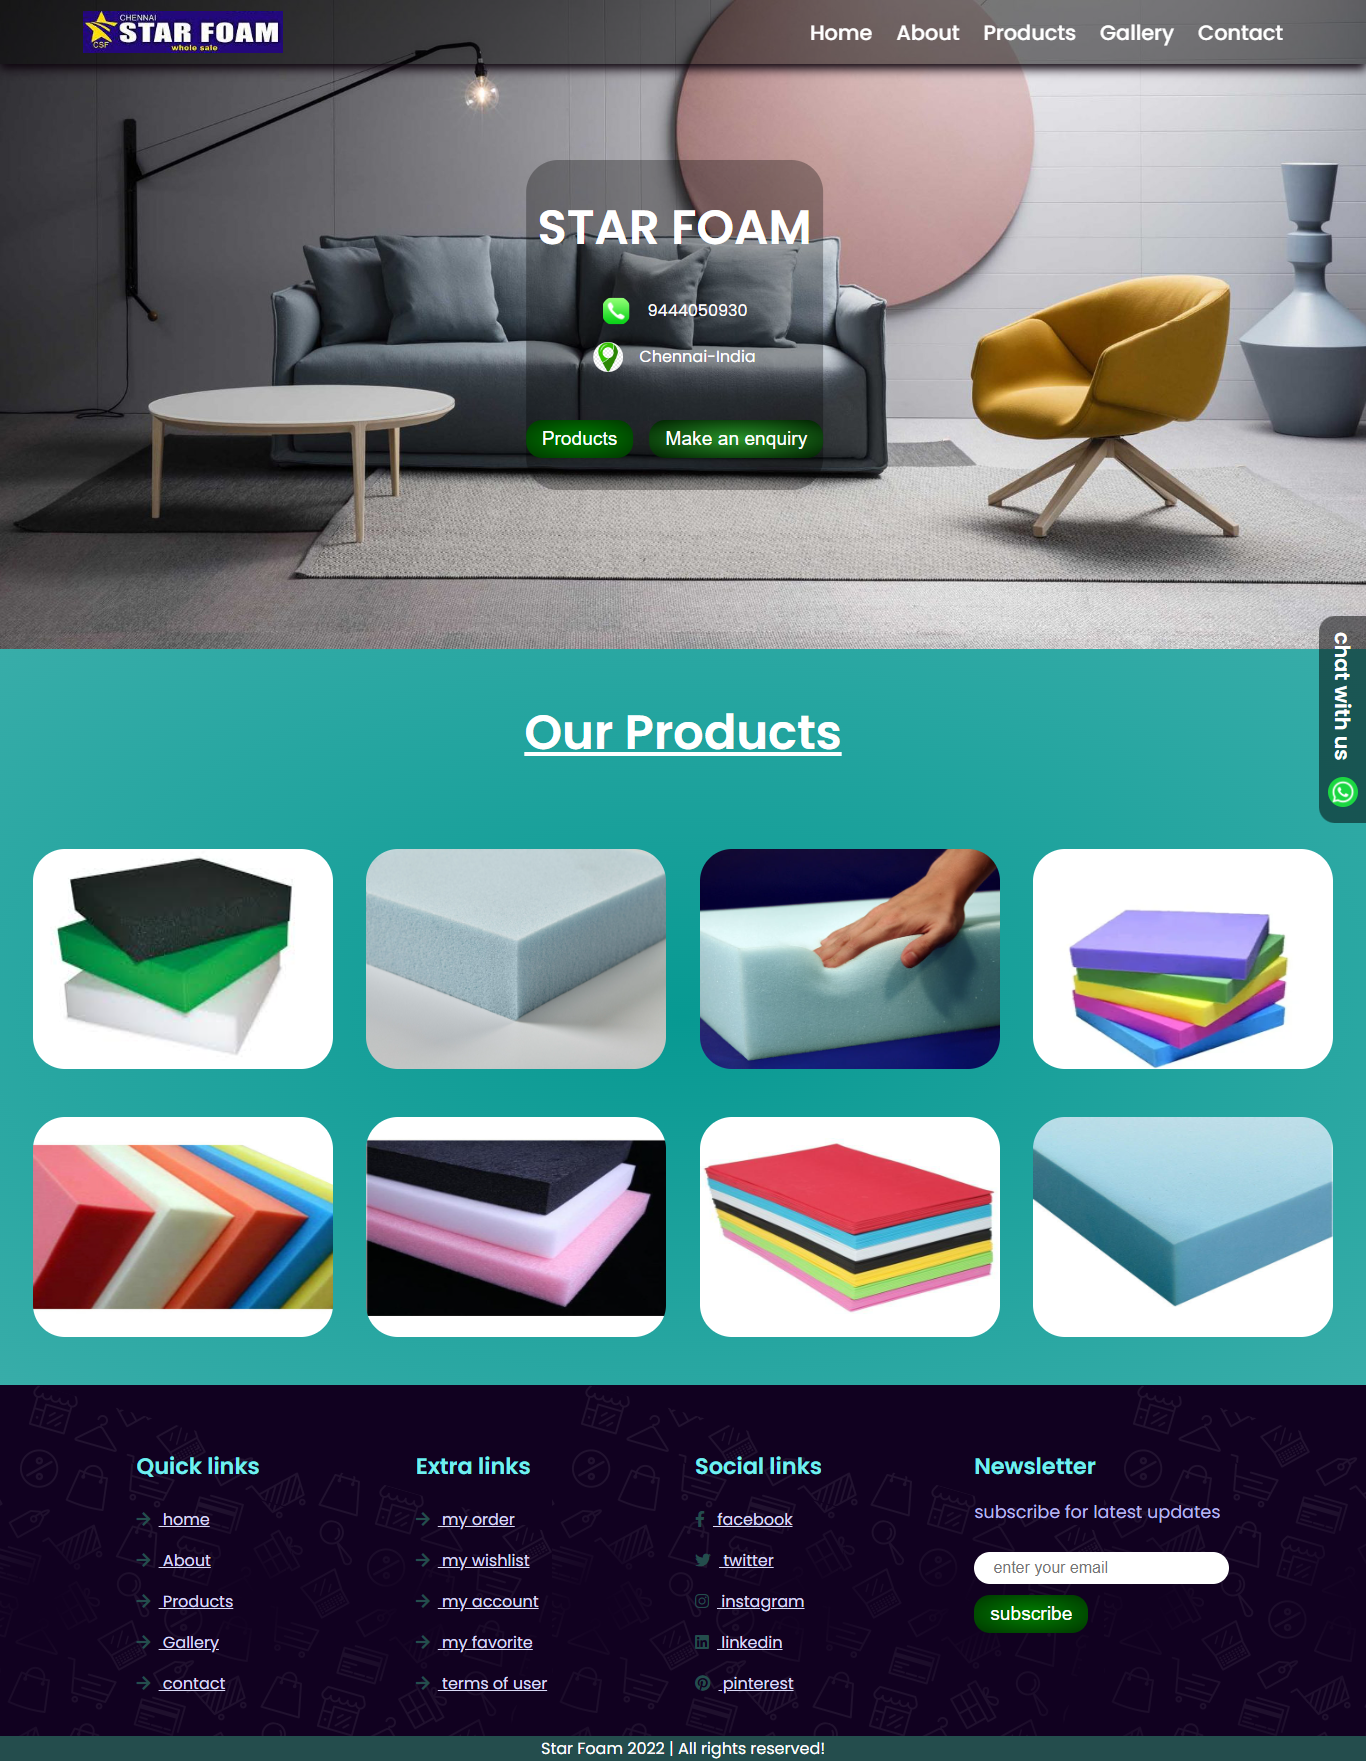 CHENNAI
STAR FOAM
CSF
whole sale
Home About Products Gallery Contact
STAR FOAM
9444050930
Chennai-India
Products Make an enquiry
chat with us
Our Products
Quick links
home
About
Products
Gallery
contact
Extra links
my order
my wishlist
my account
my favorite
terms of user
Social links
facebook
twitter
instagram
linkedin
pinterest
Newsletter
subscribe for latest updates
enter your email
subscribe
Star Foam 2022 | All rights reserved!